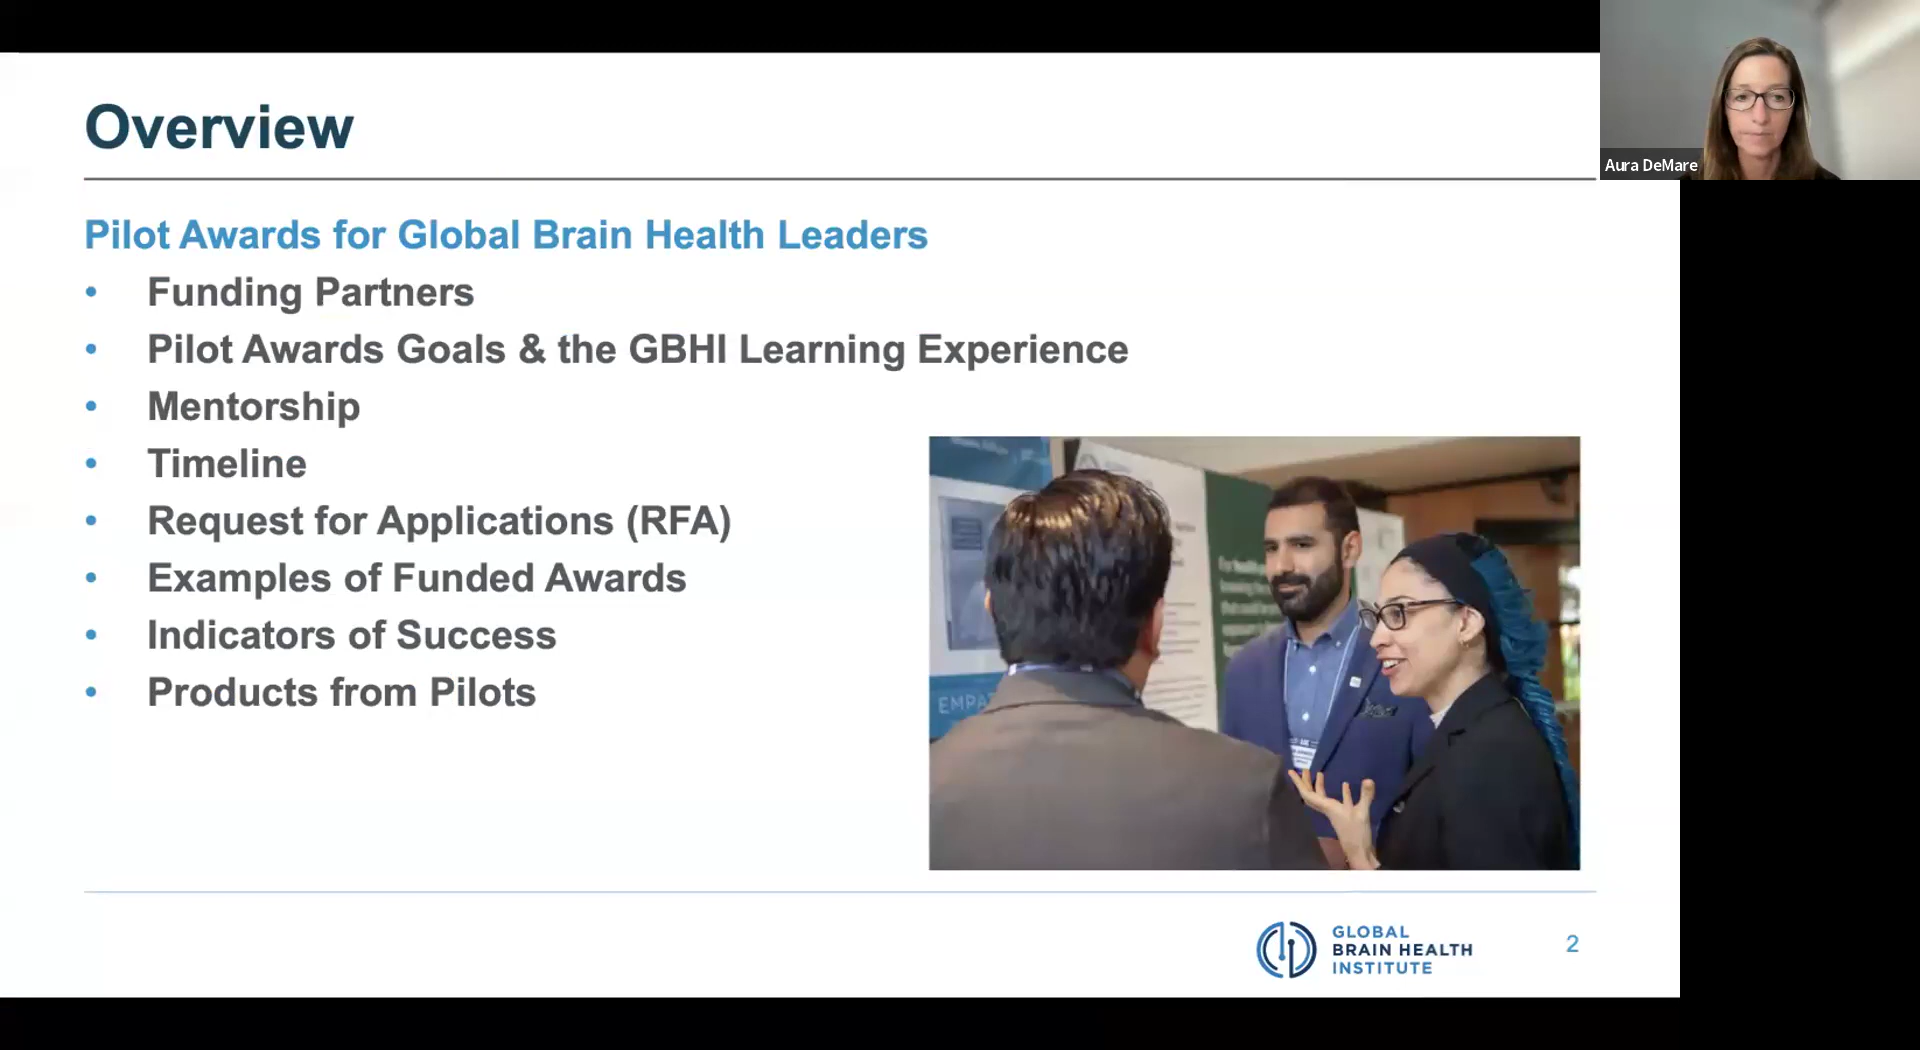 Overview
Pilot Awards for Global Brain Health Leaders
• Funding Partners
• Pilot Awards Goals & the GBHI Learning Experience
• Mentorship
• Timeline
• Request for Applications (RFA)
• Examples of Funded Awards
• Indicators of Success
• Products from Pilots
EMPA
GLOBAL
BRAIN HEALTH
INSTITUTE
2
Aura DeMare